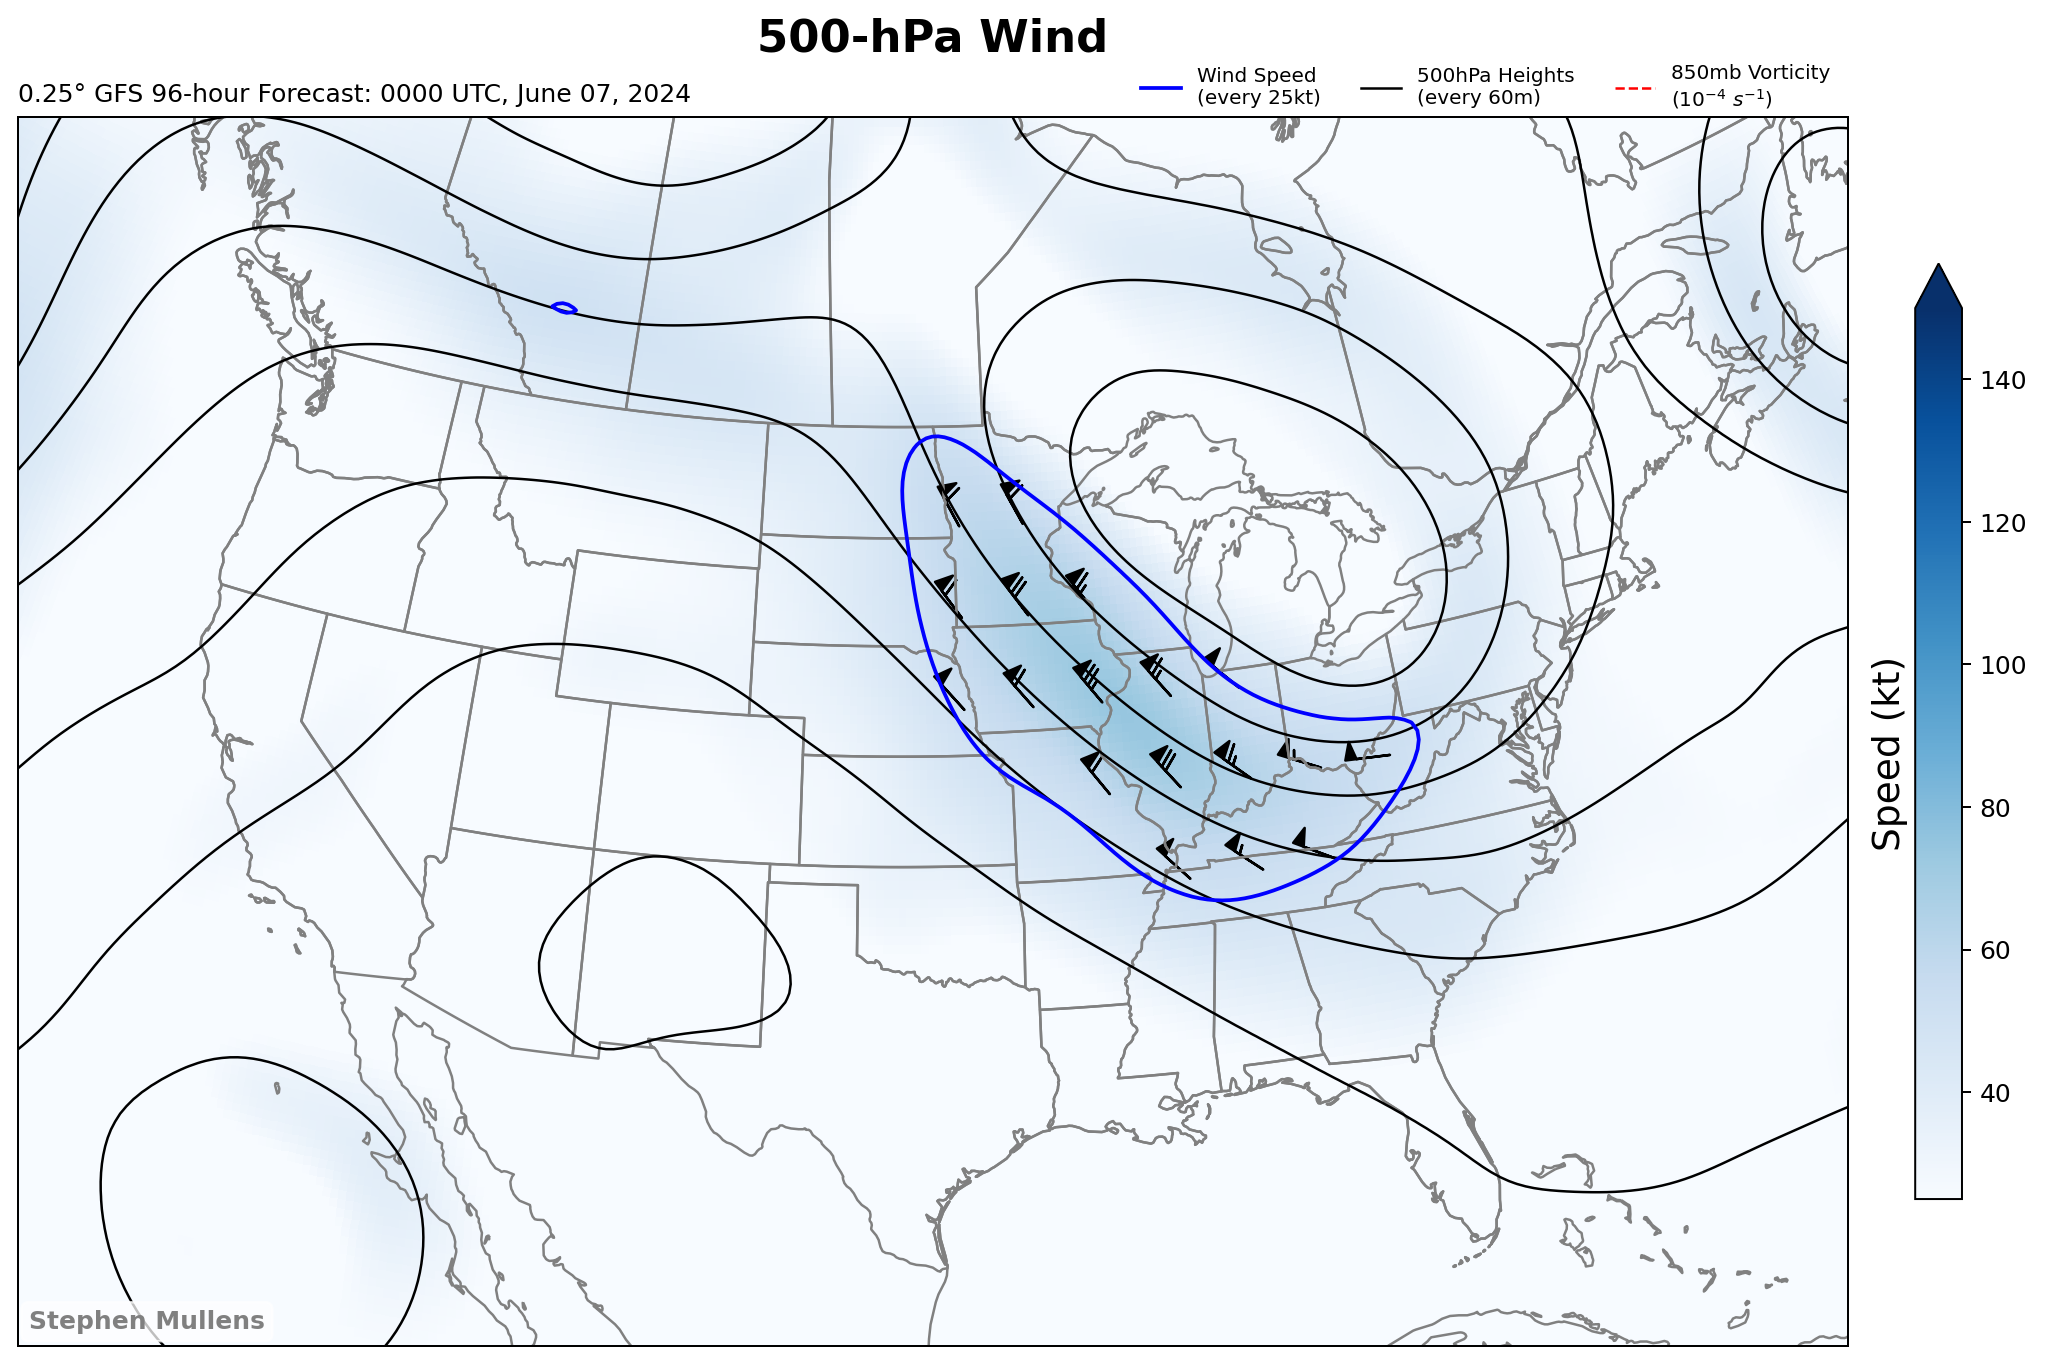 500-hPa Wind
0.25° GFS 96-hour Forecast: 0000 UTC, June 07, 2024
Wind Speed
(every 25kt)
500hPa Heights
(every 60m)
850mb Vorticity
(10⁻⁴ s⁻¹)
140
120
100
80
60
40
Speed (kt)
Stephen Mullens